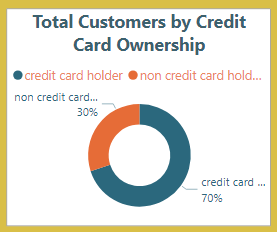 Total Customers by Credit
Card Ownership
credit card holder non credit card hold...
non credit card...
30%
credit card ...
70%